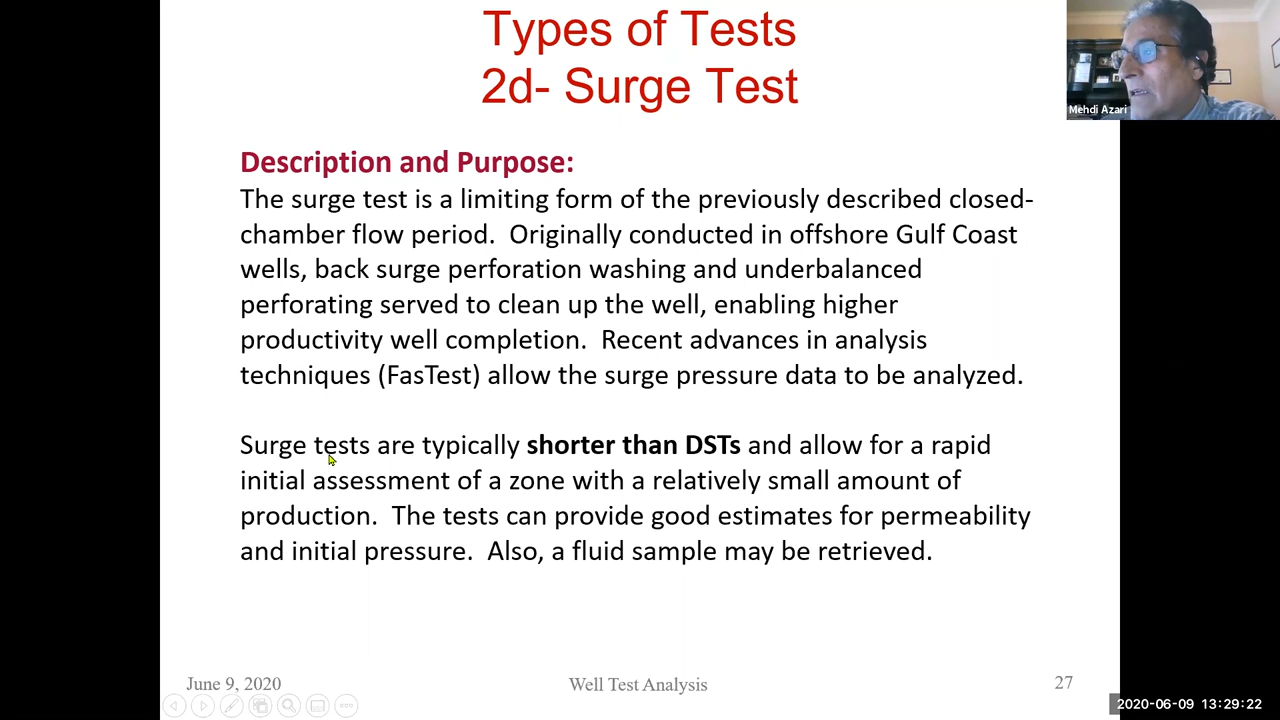 Types of Tests
2d- Surge Test
Mehdi Azari
Description and Purpose:
The surge test is a limiting form of the previously described closed-
chamber flow period.  Originally conducted in offshore Gulf Coast
wells, back surge perforation washing and underbalanced
perforating served to clean up the well, enabling higher
productivity well completion.  Recent advances in analysis
techniques (FasTest) allow the surge pressure data to be analyzed.
Surge tests are typically shorter than DSTs and allow for a rapid
initial assessment of a zone with a relatively small amount of
production.  The tests can provide good estimates for permeability
and initial pressure.  Also, a fluid sample may be retrieved.
June 9, 2020
Well Test Analysis
27
2020-06-09 13:29:22